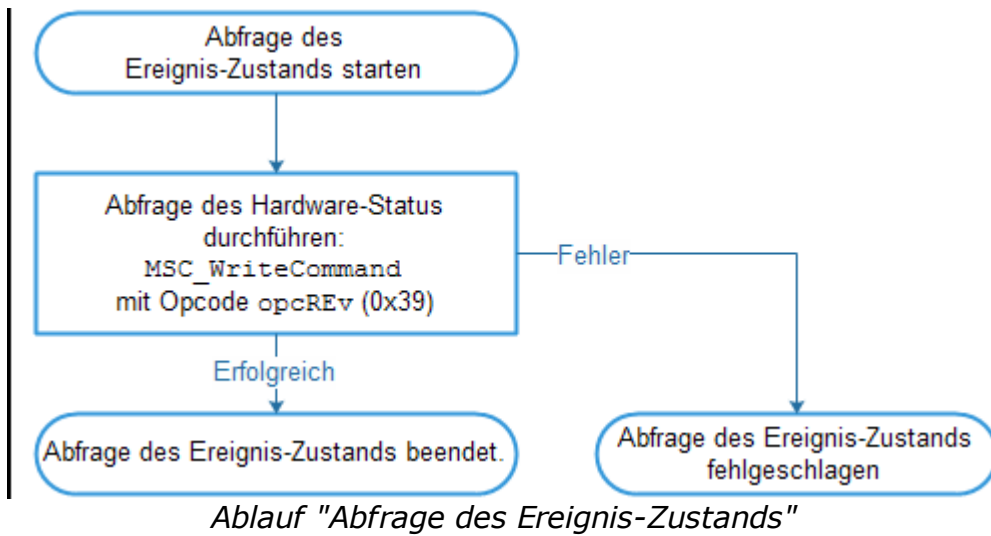 Abfrage des
Ereignis-Zustands starten
Abfrage des Hardware-Status
durchführen:
MSC_WriteCommand
mit Opcode opcREv (0x39)
Fehler
Erfolgreich
Abfrage des Ereignis-Zustands beendet.
Abfrage des Ereignis-Zustands
fehlgeschlagen
Ablauf "Abfrage des Ereignis-Zustands"